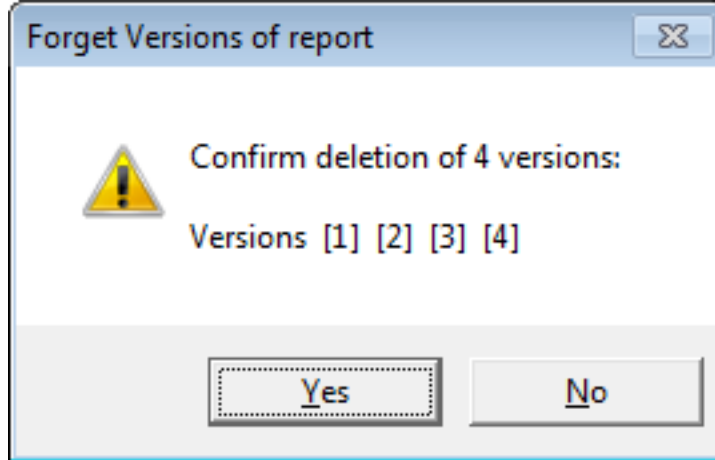 Forget Versions of report
Confirm deletion of 4 versions:
Versions [1] [2] [3] [4]
Yes No